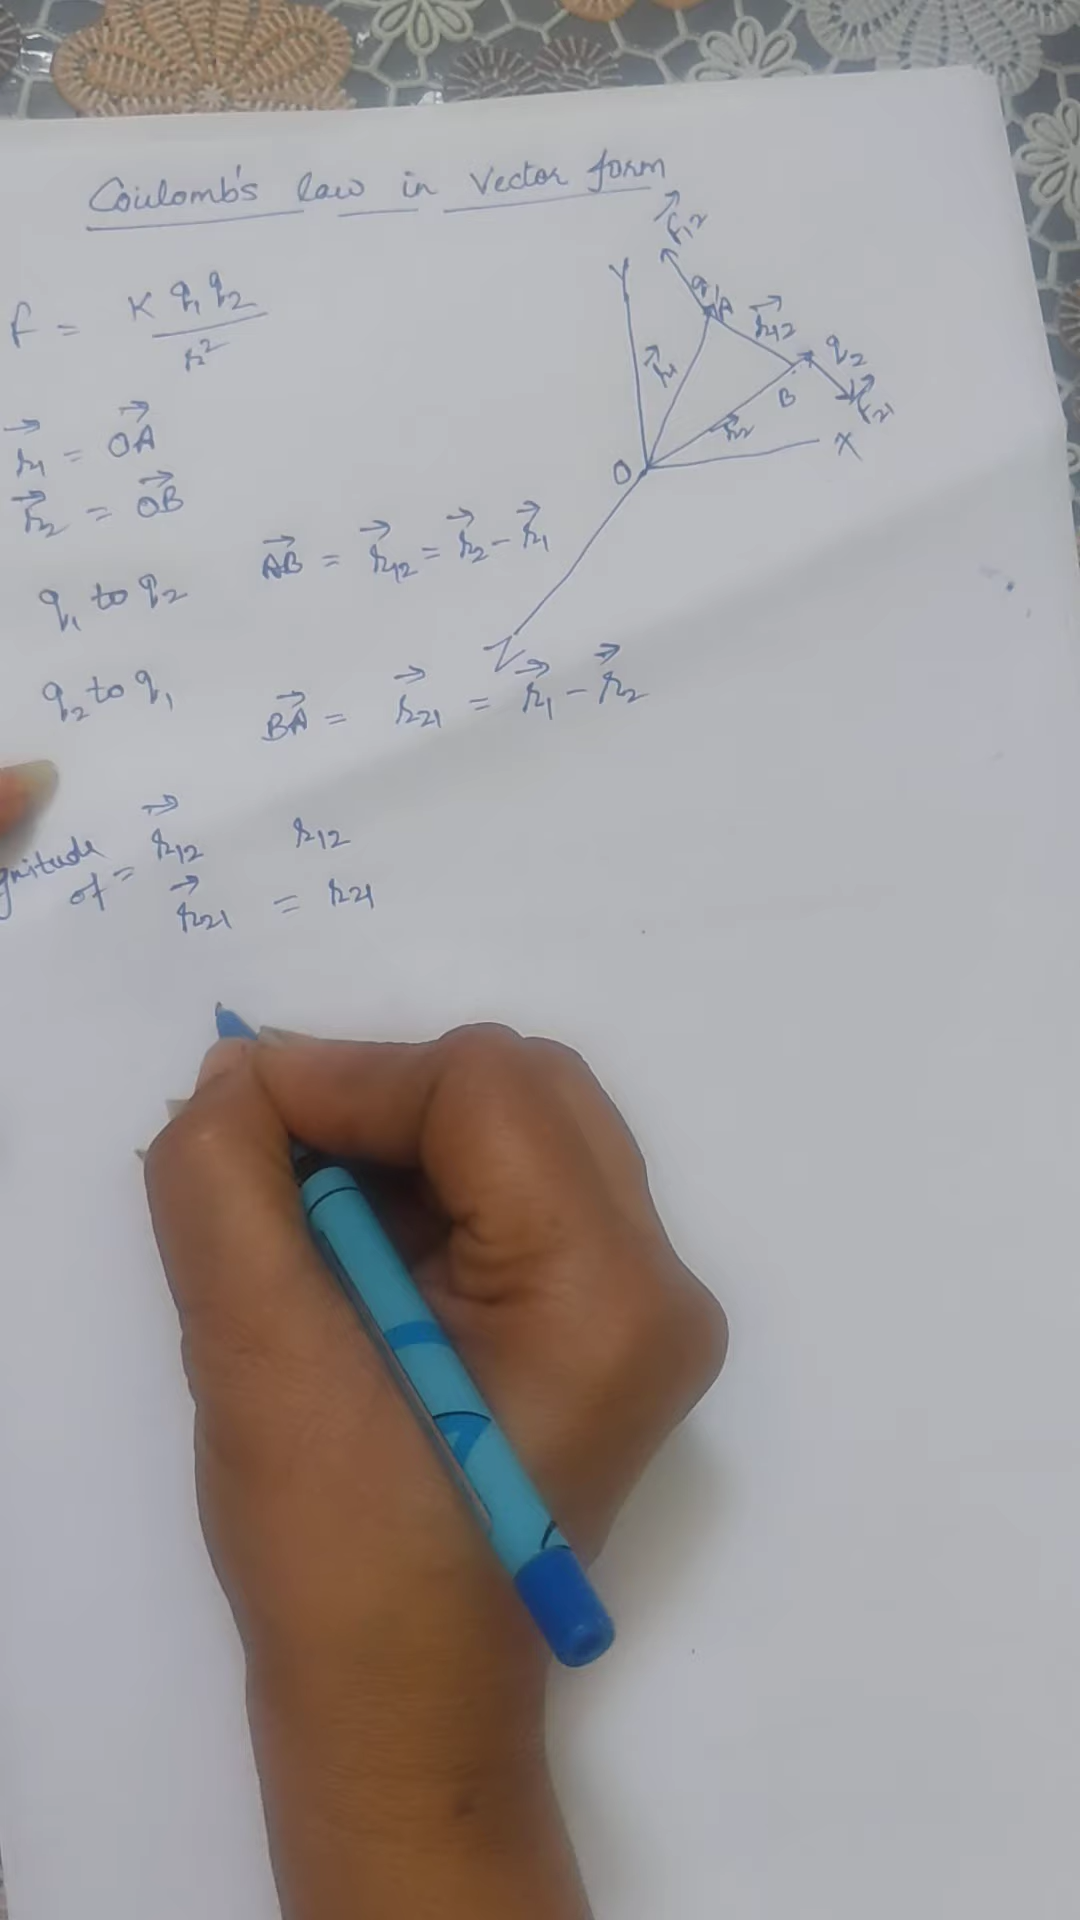 Coulomb's law in vector form
F = K q₁ q₂ / r²
r₁⃗ = OA⃗
r₂⃗ = OB⃗
q₁ to q₂ AB⃗ = r₁₂⃗ = r₂⃗ - r₁⃗
q₂ to q₁ BA⃗ = r₂₁⃗ = r₁⃗ - r₂⃗
gnitude of = r₁₂⃗ r₁₂
r₂₁⃗ = r₂₁
F₁₂⃗
Y
q₁ A
r₁⃗
r₁₂⃗
q₂
B
F₂₁⃗
r₂⃗
O
X
Z